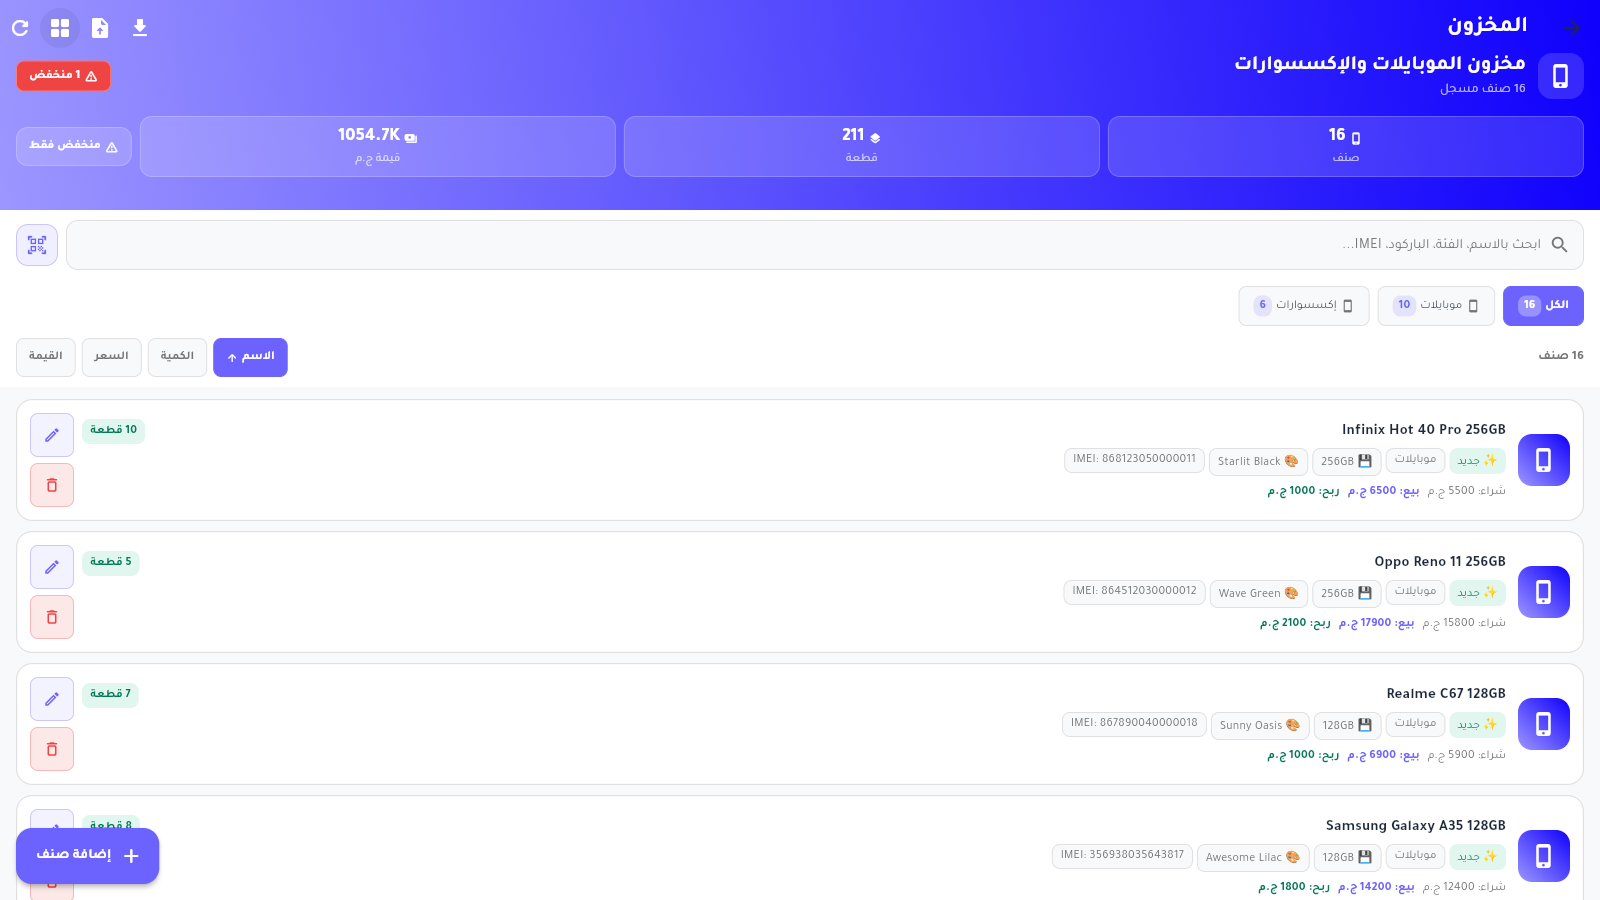 المخزون
مخزون الموبايلات والإكسسوارات
16 صنف مسجل
1 منخفض
16
صنف
211
قطعة
1054.7K
قيمة ج.م
منخفض فقط
ابحث بالاسم، الفئة، الباركود، IMEI...
الكل 16
موبايلات 10
إكسسوارات 6
16 صنف
الاسم
الكمية
السعر
القيمة
Infinix Hot 40 Pro 256GB
10 قطعة
✨ جديد
موبايلات
💾 256GB
🎨 Starlit Black
IMEI: 868123050000011
شراء: 5500 ج.م
بيع: 6500 ج.م
ربح: 1000 ج.م
Oppo Reno 11 256GB
5 قطعة
✨ جديد
موبايلات
💾 256GB
🎨 Wave Green
IMEI: 864512030000012
شراء: 15800 ج.م
بيع: 17900 ج.م
ربح: 2100 ج.م
Realme C67 128GB
7 قطعة
✨ جديد
موبايلات
💾 128GB
🎨 Sunny Oasis
IMEI: 867890040000018
شراء: 5900 ج.م
بيع: 6900 ج.م
ربح: 1000 ج.م
Samsung Galaxy A35 128GB
8 قطعة
✨ جديد
موبايلات
💾 128GB
🎨 Awesome Lilac
IMEI: 356938035643817
شراء: 12400 ج.م
بيع: 14200 ج.م
ربح: 1800 ج.م
إضافة صنف